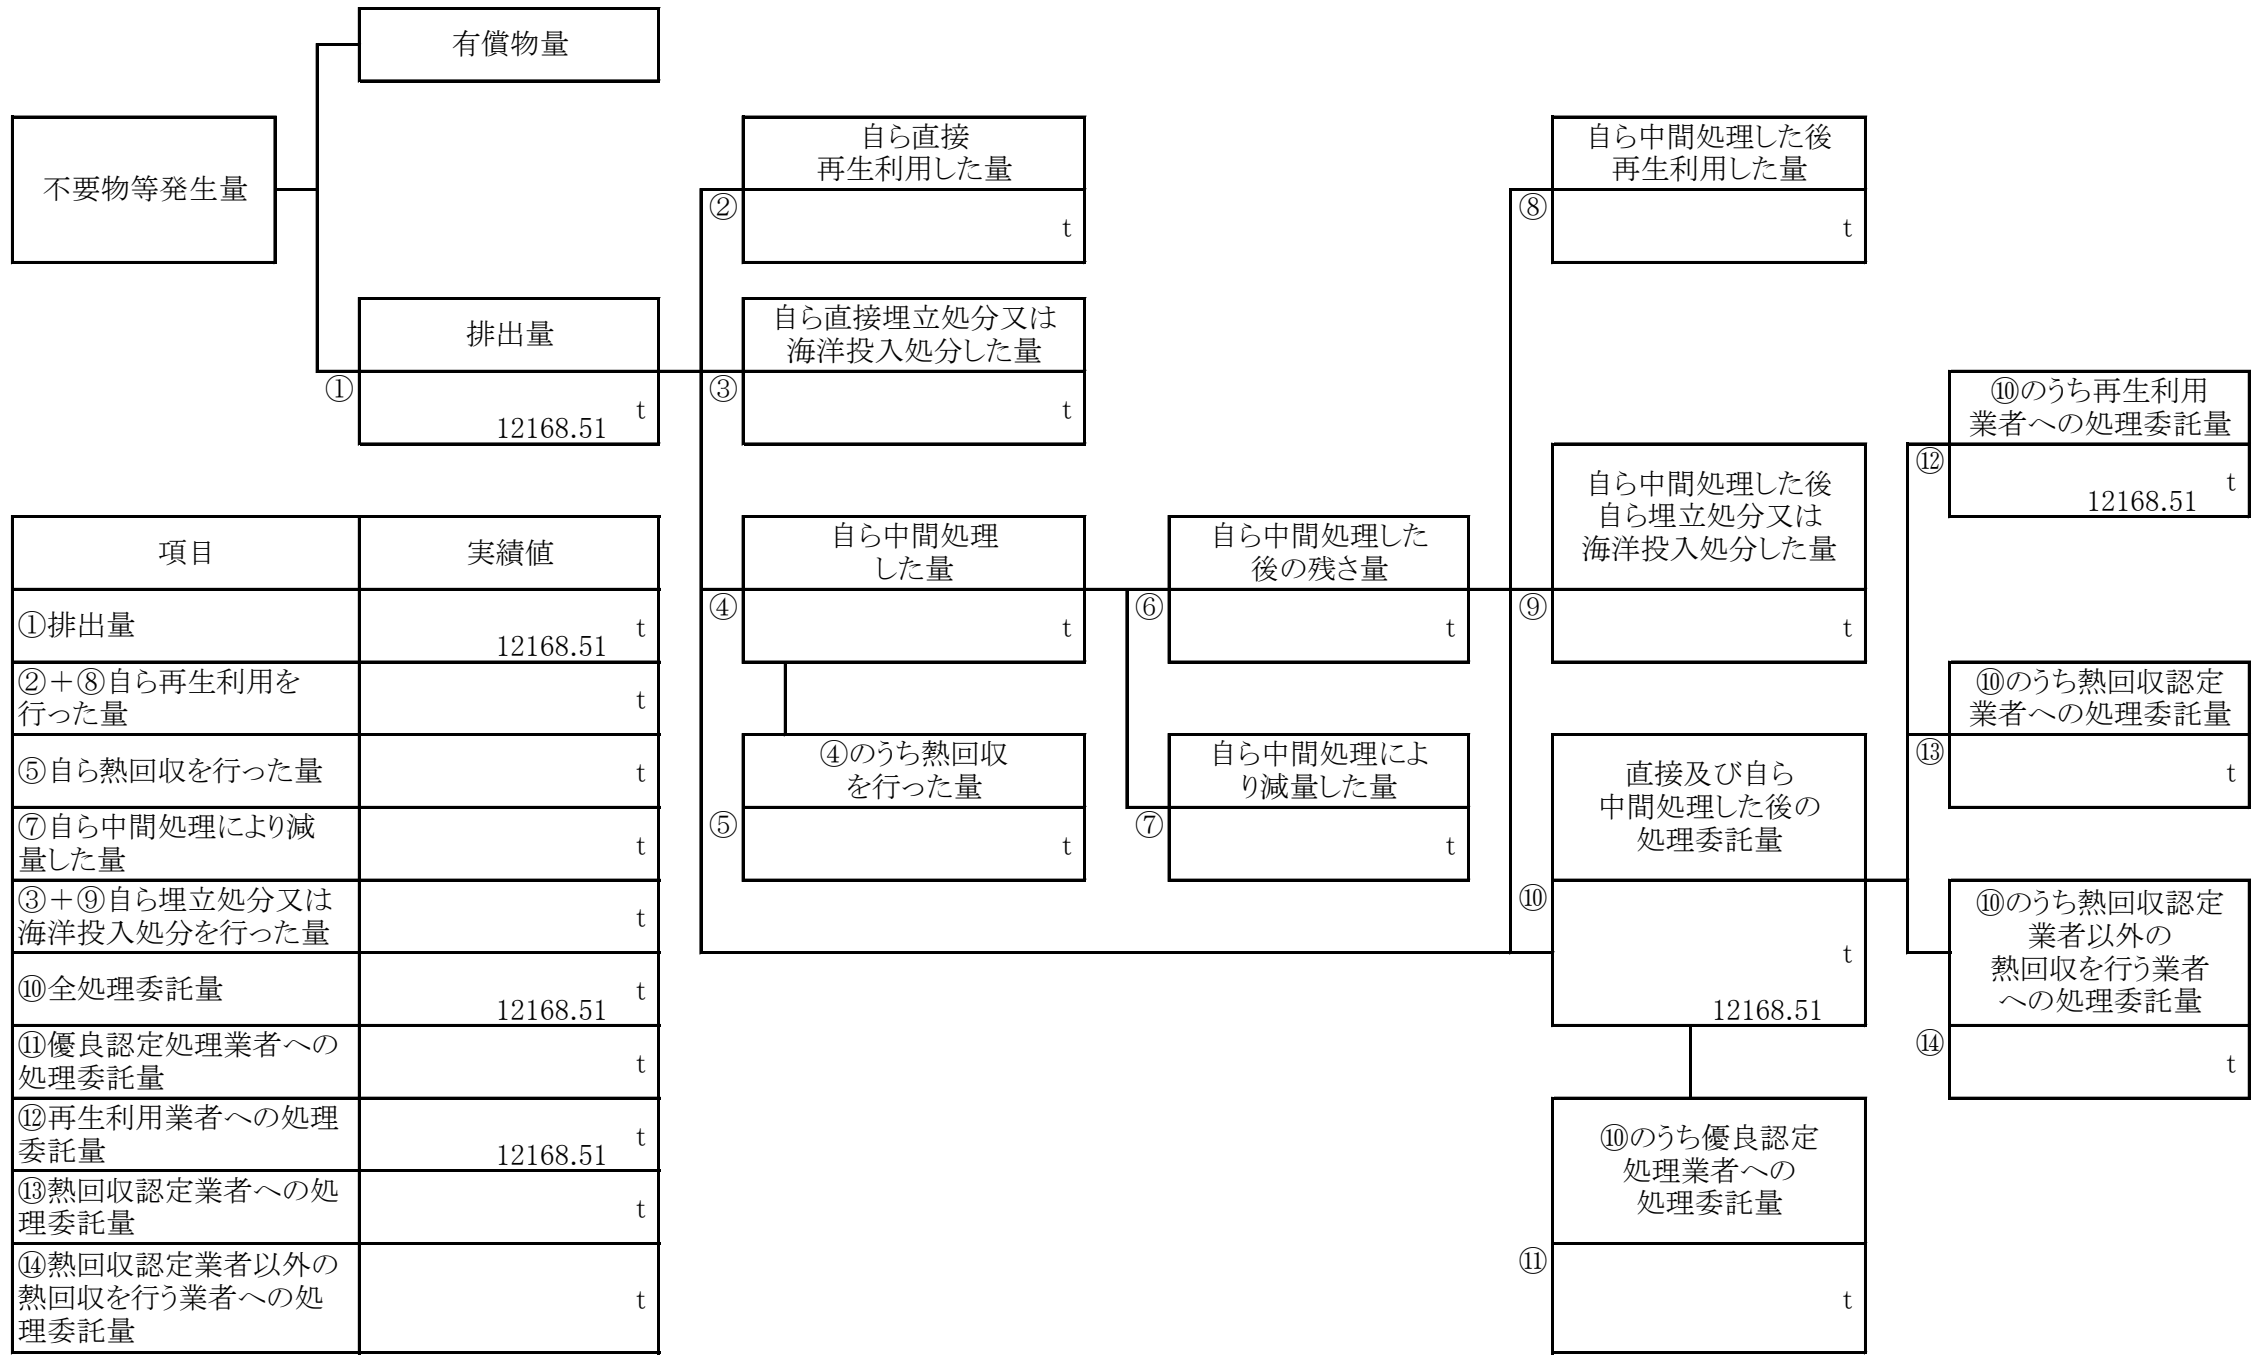 有償物量
不要物等発生量
排出量
①
t
12168.51
自ら直接
再生利用した量
②
t
自ら直接埋立処分又は
海洋投入処分した量
③
t
自ら中間処理
した量
④
t
④のうち熱回収
を行った量
⑤
t
自ら中間処理した
後の残さ量
⑥
t
自ら中間処理によ
り減量した量
⑦
t
自ら中間処理した後
再生利用した量
⑧
t
自ら中間処理した後
自ら埋立処分又は
海洋投入処分した量
⑨
t
直接及び自ら
中間処理した後の
処理委託量
⑩
t
12168.51
⑩のうち優良認定
処理業者への
処理委託量
⑪
t
⑩のうち再生利用
業者への処理委託量
⑫
t
12168.51
⑩のうち熱回収認定
業者への処理委託量
⑬
t
⑩のうち熱回収認定
業者以外の
熱回収を行う業者
への処理委託量
⑭
t
項目
実績値
①排出量
t
12168.51
②＋⑧自ら再生利用を
行った量
t
⑤自ら熱回収を行った量
t
⑦自ら中間処理により減
量した量
t
③＋⑨自ら埋立処分又は
海洋投入処分を行った量
t
⑩全処理委託量
t
12168.51
⑪優良認定処理業者への
処理委託量
t
⑫再生利用業者への処理
委託量
t
12168.51
⑬熱回収認定業者への処
理委託量
t
⑭熱回収認定業者以外の
熱回収を行う業者への処
理委託量
t